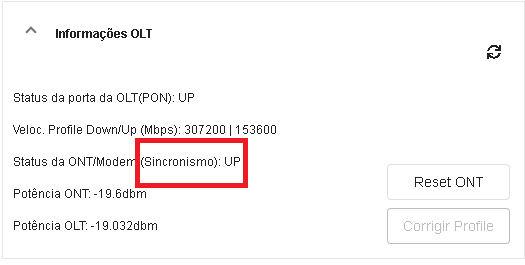 Informações OLT
Status da porta da OLT(PON): UP
Veloc. Profile Down/Up (Mbps): 307200 | 153600
Status da ONT/Modem (Sincronismo): UP
Potência ONT: -19.6dbm
Reset ONT
Potência OLT: -19.032dbm
Corrigir Profile